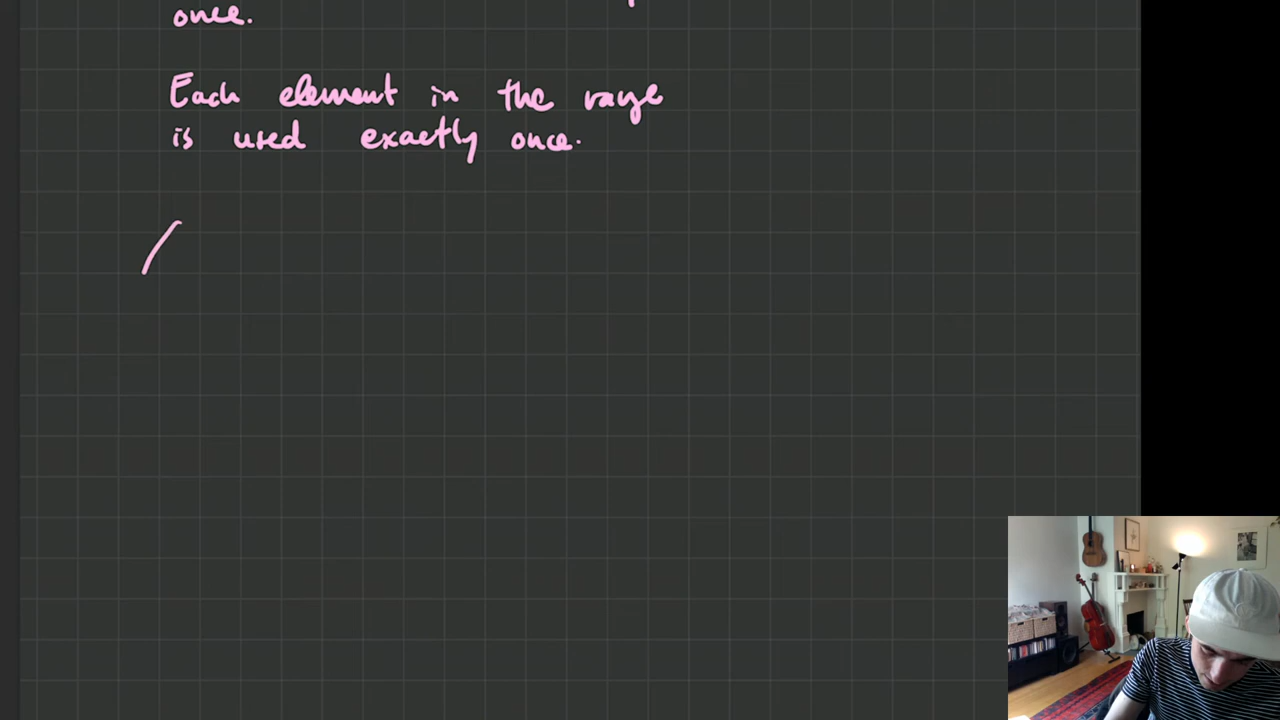 once.
Each element in the range
is used exactly once.